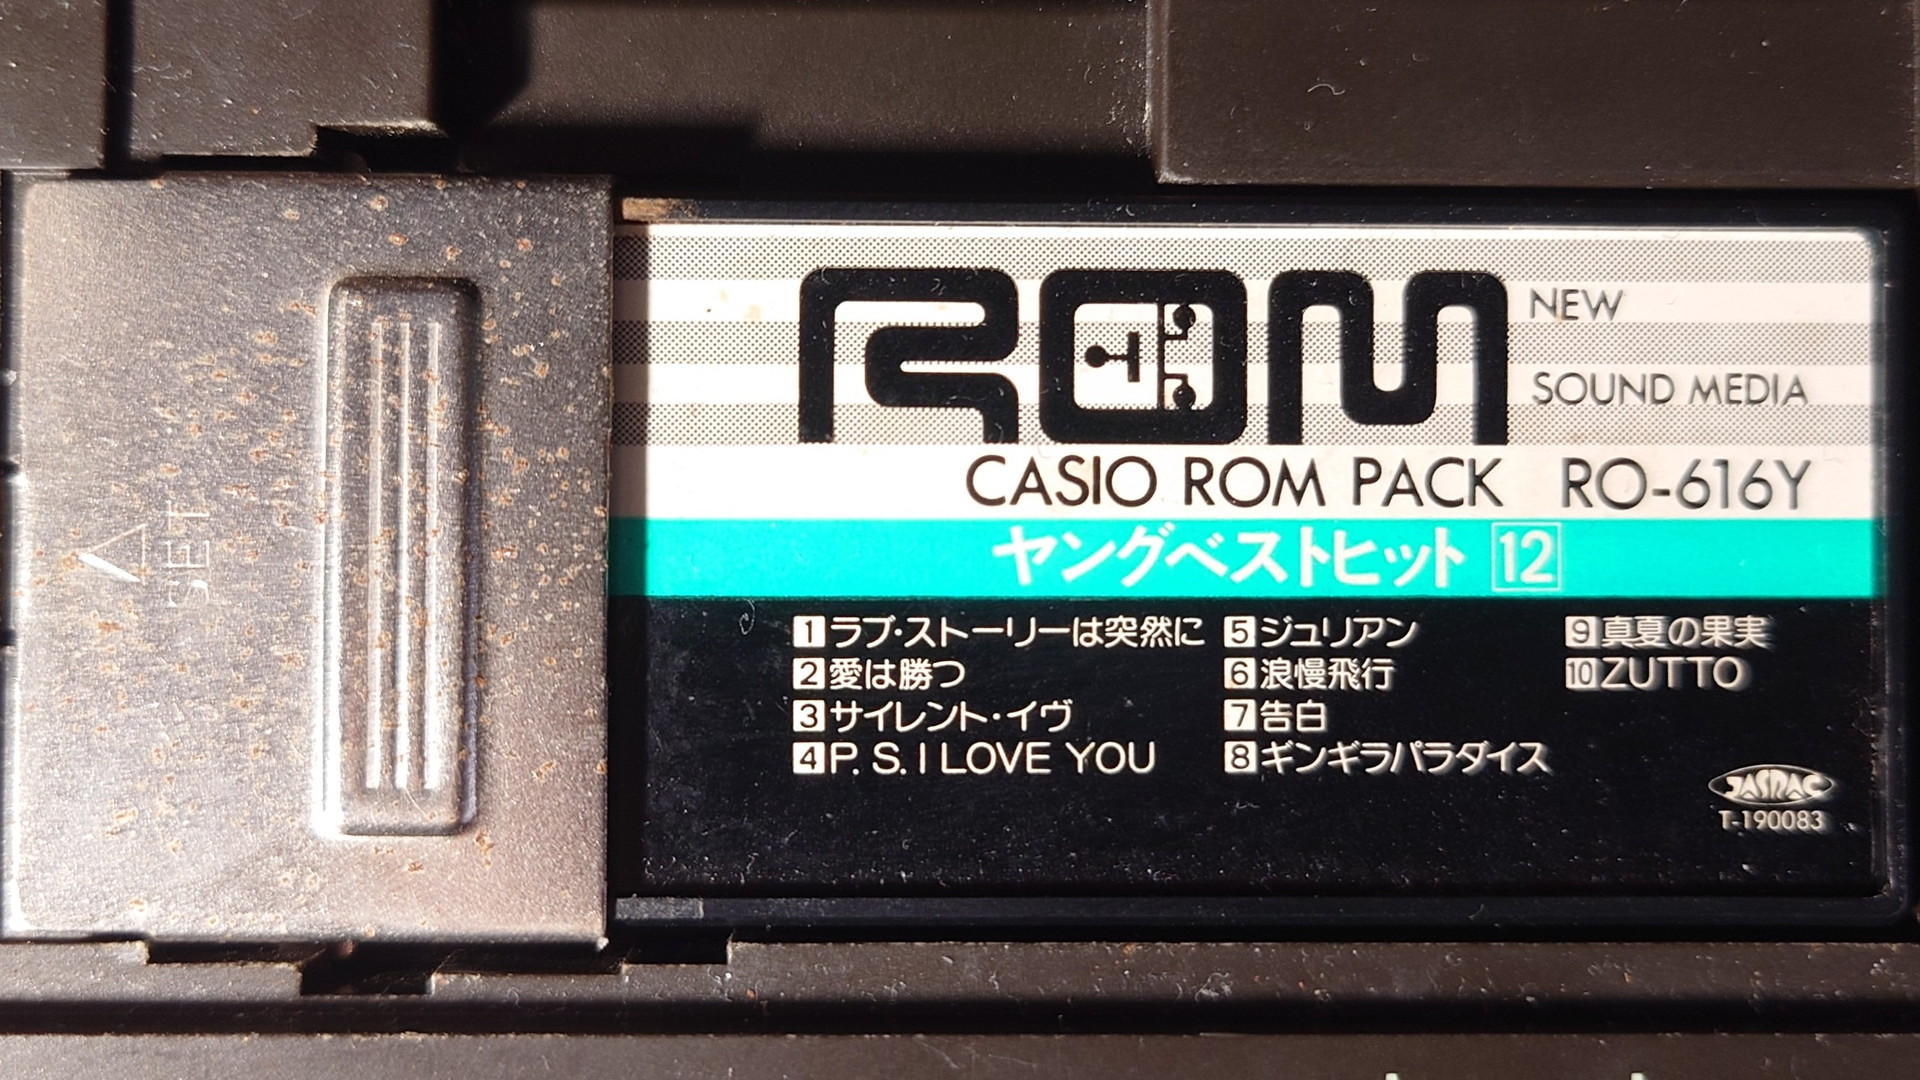 SET
ROM
NEW
SOUND MEDIA
CASIO ROM PACK RO-616Y
ヤングベストヒット 12
1 ラブ・ストーリーは突然に
2 愛は勝つ
3 サイレント・イヴ
4 P.S. I LOVE YOU
5 ジュリアン
6 浪慢飛行
7 告白
8 ギンギラパラダイス
9 真夏の果実
10 ZUTTO
JASRAC
T-190083